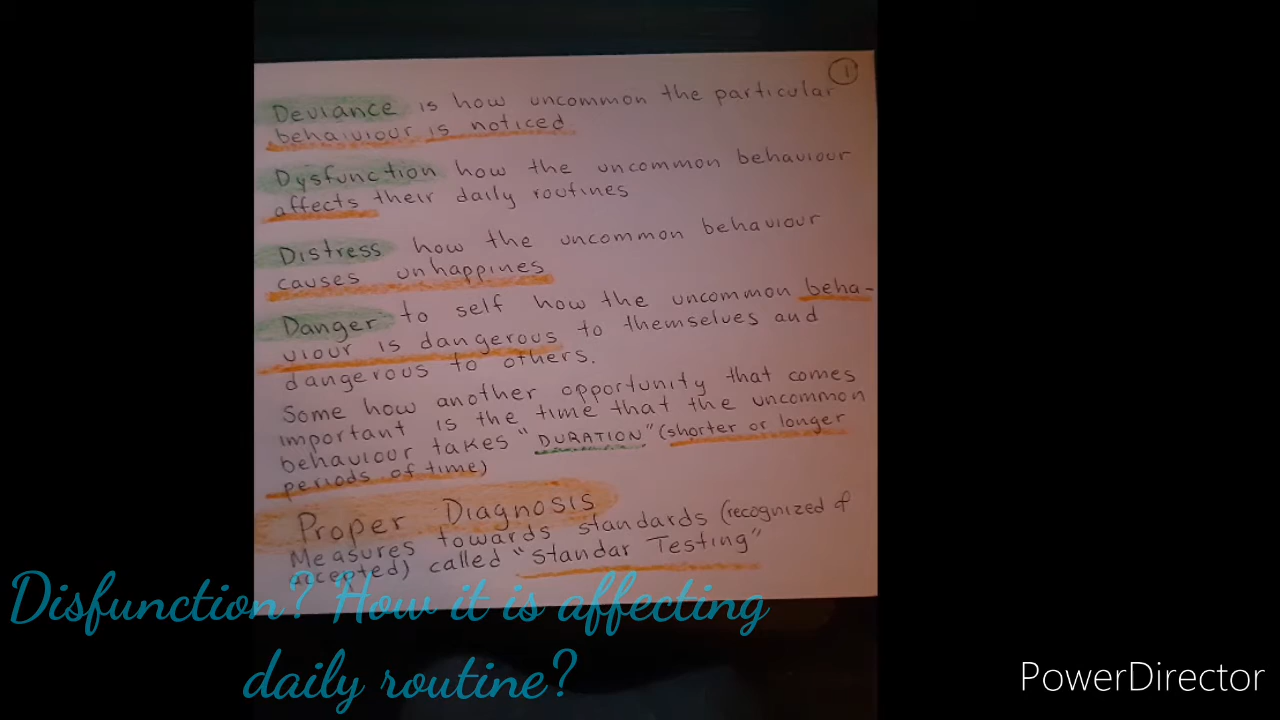 1
Deviance is how uncommon the particular
behaiviour is noticed
Dysfunction how the uncommon behaviour
affects their daily routines
Distress how the uncommon behaviour
causes unhappines
Danger to self how the uncommon beha-
viour is dangerous to themselves and
dangerous to others.
Some how another opportunity that comes
important is the time that the uncommon
behaviour takes "DURATION" (shorter or longer
periods of time)
Proper Diagnosis
Measures towards standards (recognized &
accepted) called "Standar Testing"
Disfunction? How it is affecting
daily routine?
PowerDirector